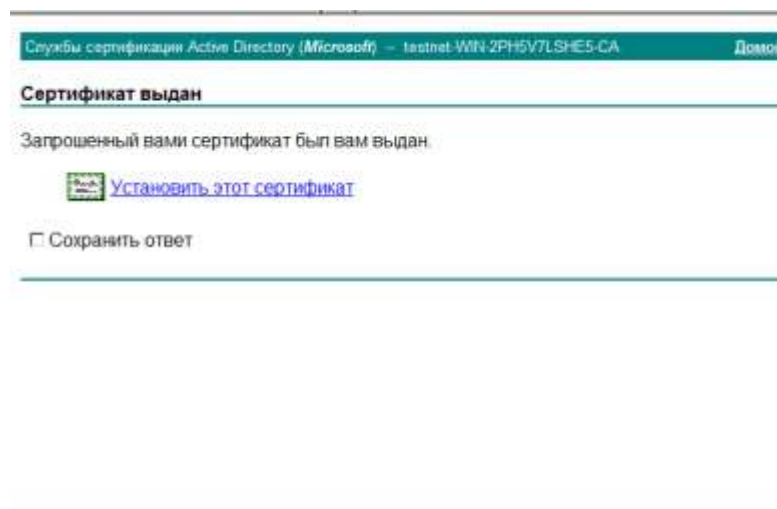 Службы сертификации Active Directory (Microsoft) – testnet-WIN-2PH5V7LSHE5-CA Домой
Сертификат выдан
Запрошенный вами сертификат был вам выдан.
Установить этот сертификат
Сохранить ответ